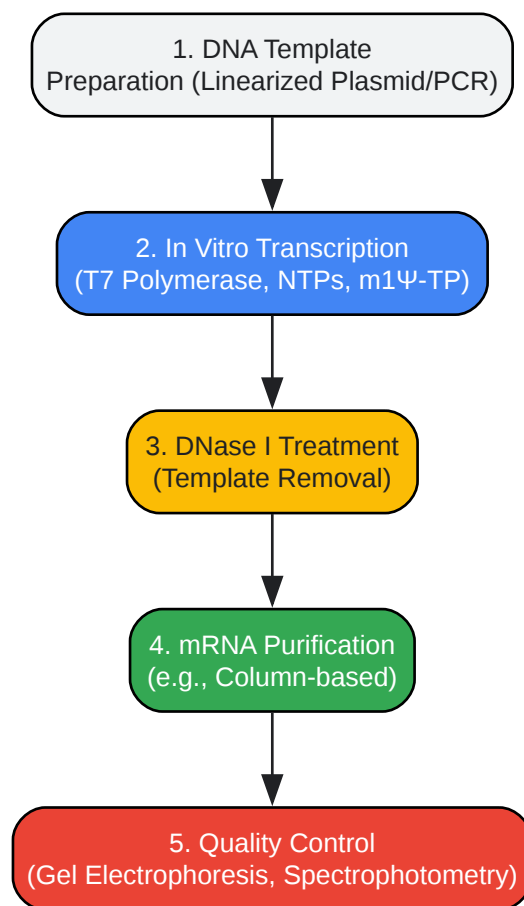 1. DNA Template
Preparation (Linearized Plasmid/PCR)
2. In Vitro Transcription
(T7 Polymerase, NTPs, m1Ψ-TP)
3. DNase I Treatment
(Template Removal)
4. mRNA Purification
(e.g., Column-based)
5. Quality Control
(Gel Electrophoresis, Spectrophotometry)